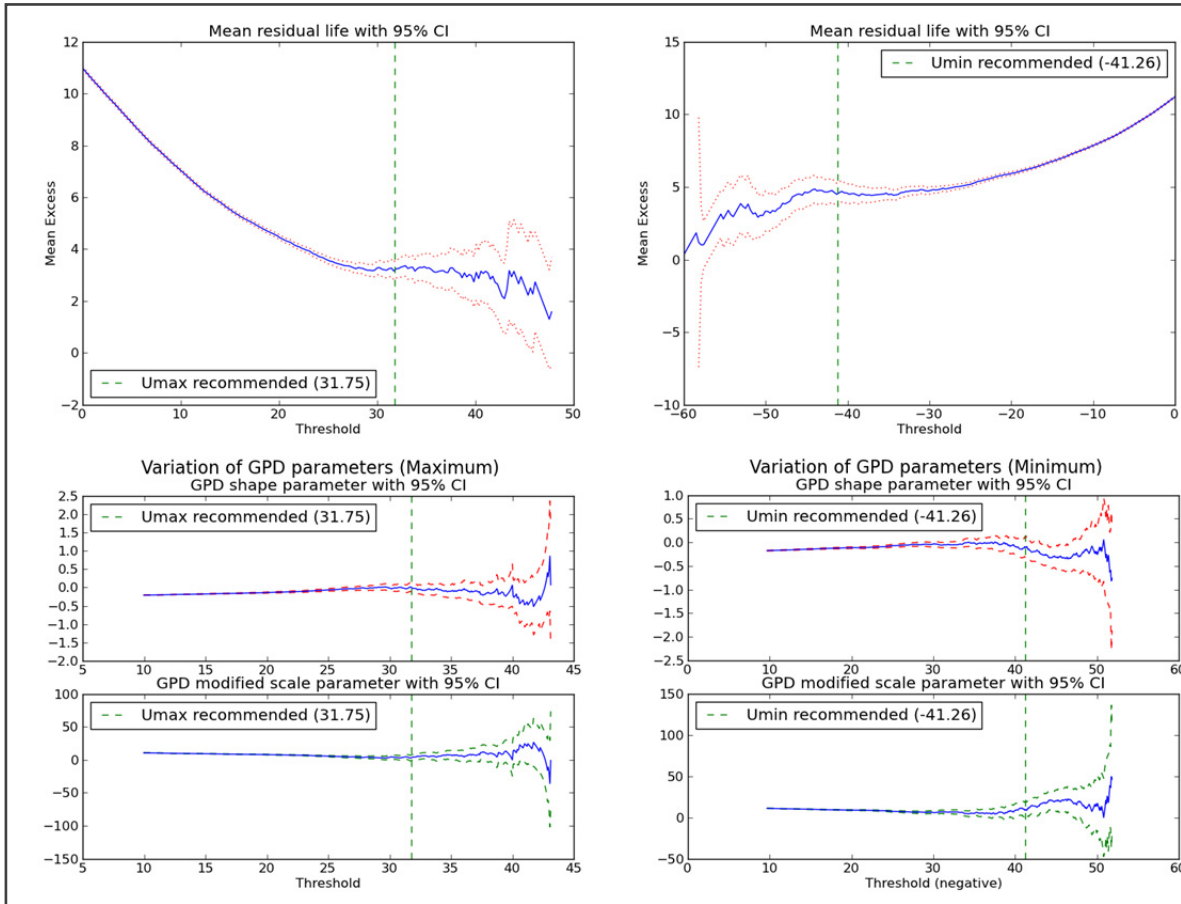 Mean residual life with 95% CI
12
10
8
6
4
2
0
−2
Mean Excess
Umax recommended (31.75)
0 10 20 30 40 50
Threshold
Mean residual life with 95% CI
15
10
5
0
−5
−10
Mean Excess
Umin recommended (-41.26)
−60 −50 −40 −30 −20 −10 0
Threshold
Variation of GPD parameters (Maximum)
GPD shape parameter with 95% CI
2.5
2.0
1.5
1.0
0.5
0.0
−0.5
−1.0
−1.5
−2.0
Umax recommended (31.75)
5 10 15 20 25 30 35 40 45
GPD modified scale parameter with 95% CI
100
50
0
−50
−100
−150
Umax recommended (31.75)
5 10 15 20 25 30 35 40 45
Threshold
Variation of GPD parameters (Minimum)
GPD shape parameter with 95% CI
1.0
0.5
0.0
−0.5
−1.0
−1.5
−2.0
−2.5
Umin recommended (-41.26)
0 10 20 30 40 50 60
GPD modified scale parameter with 95% CI
150
100
50
0
−50
Umin recommended (-41.26)
0 10 20 30 40 50 60
Threshold (negative)